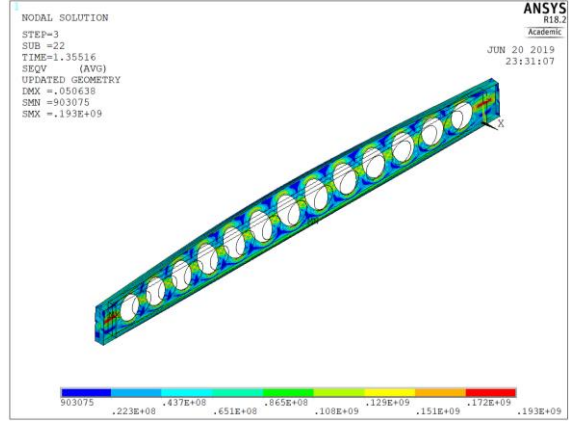 1
NODAL SOLUTION
STEP=3
SUB =22
TIME=1.35516
SEQV (AVG)
UPDATED GEOMETRY
DMX =.050638
SMN =903075
SMX =.193E+09
ANSYS
R18.2
Academic
JUN 20 2019
23:31:07
X
903075 .437E+08 .865E+08 .129E+09 .172E+09
.223E+08 .651E+08 .108E+09 .151E+09 .193E+09